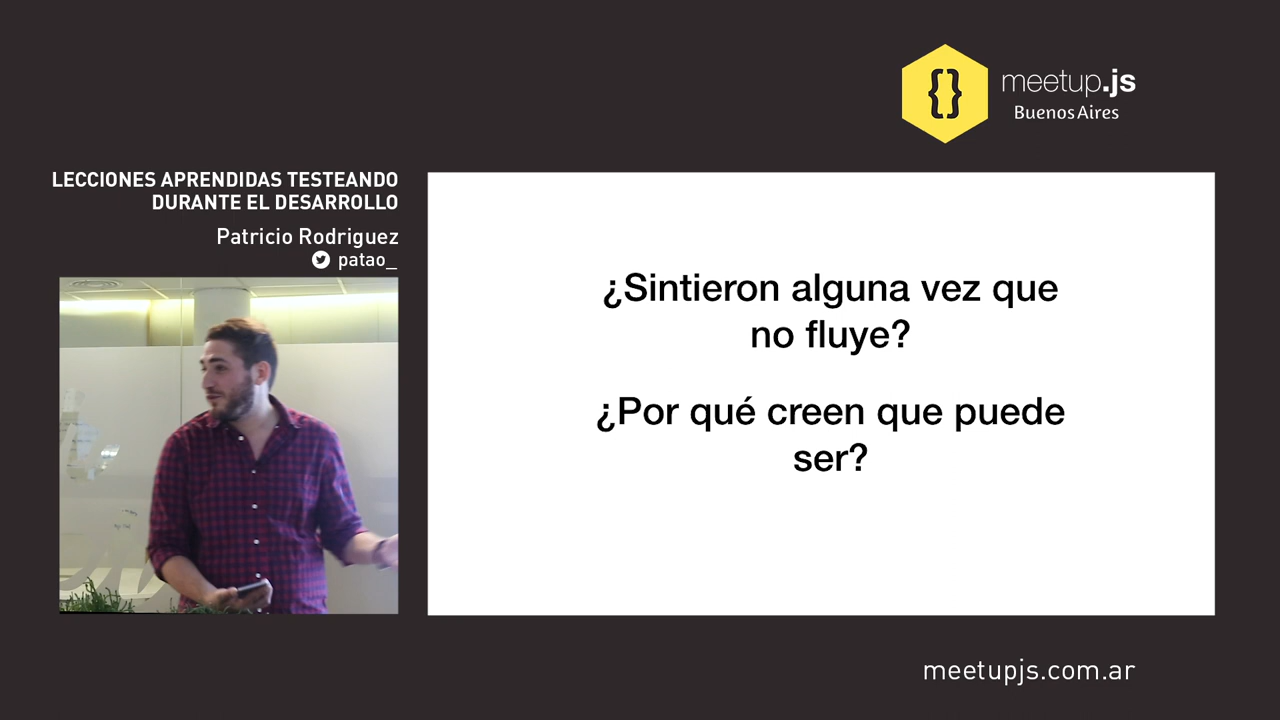 {} meetup.js
Buenos Aires
LECCIONES APRENDIDAS TESTEANDO
DURANTE EL DESARROLLO
Patricio Rodriguez
patao_
¿Sintieron alguna vez que
no fluye?
¿Por qué creen que puede
ser?
meetupjs.com.ar